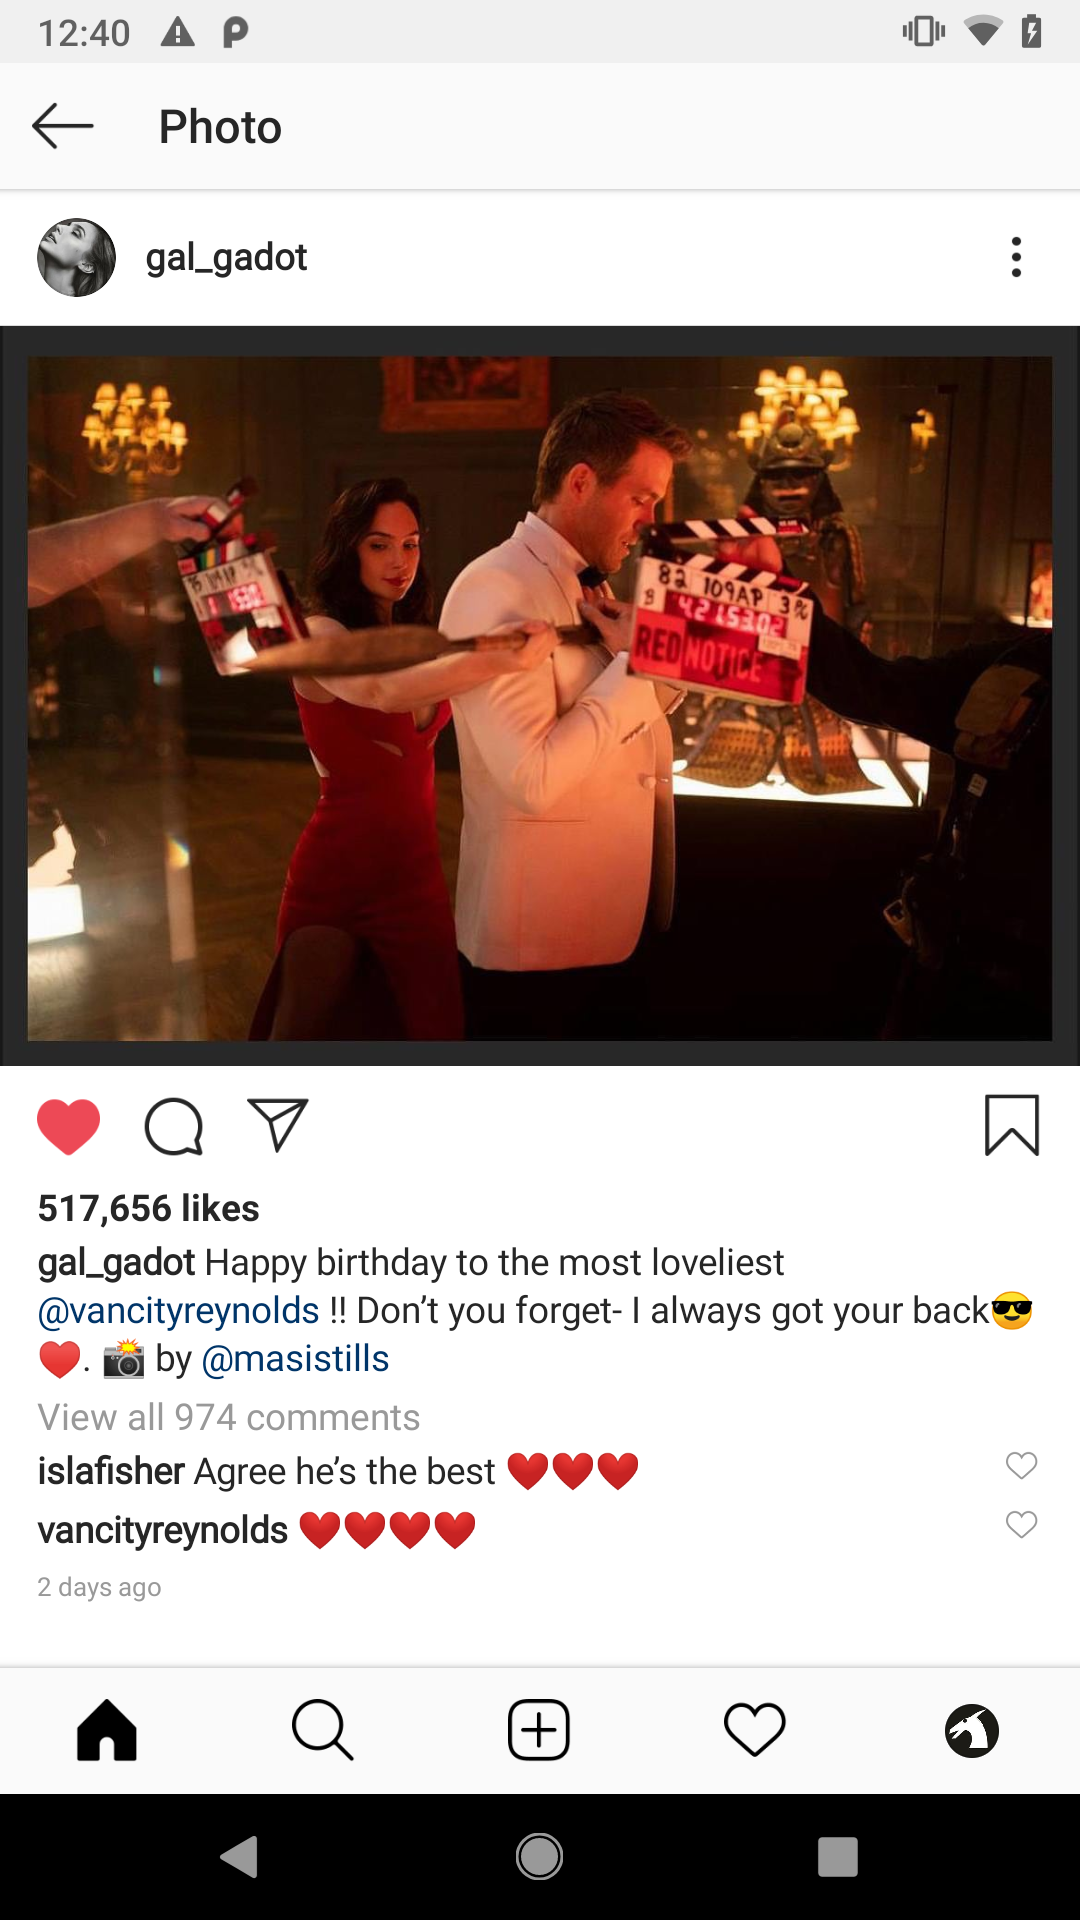 12:40
Photo
gal_gadot
82 109AP 3
B 4215302
RED NOTICE
517,656 likes
gal_gadot Happy birthday to the most loveliest
@vancityreynolds !! Don’t you forget- I always got your back😎
❤️. 📸 by @masistills
View all 974 comments
islafisher Agree he’s the best ❤️❤️❤️
vancityreynolds ❤️❤️❤️❤️
2 days ago